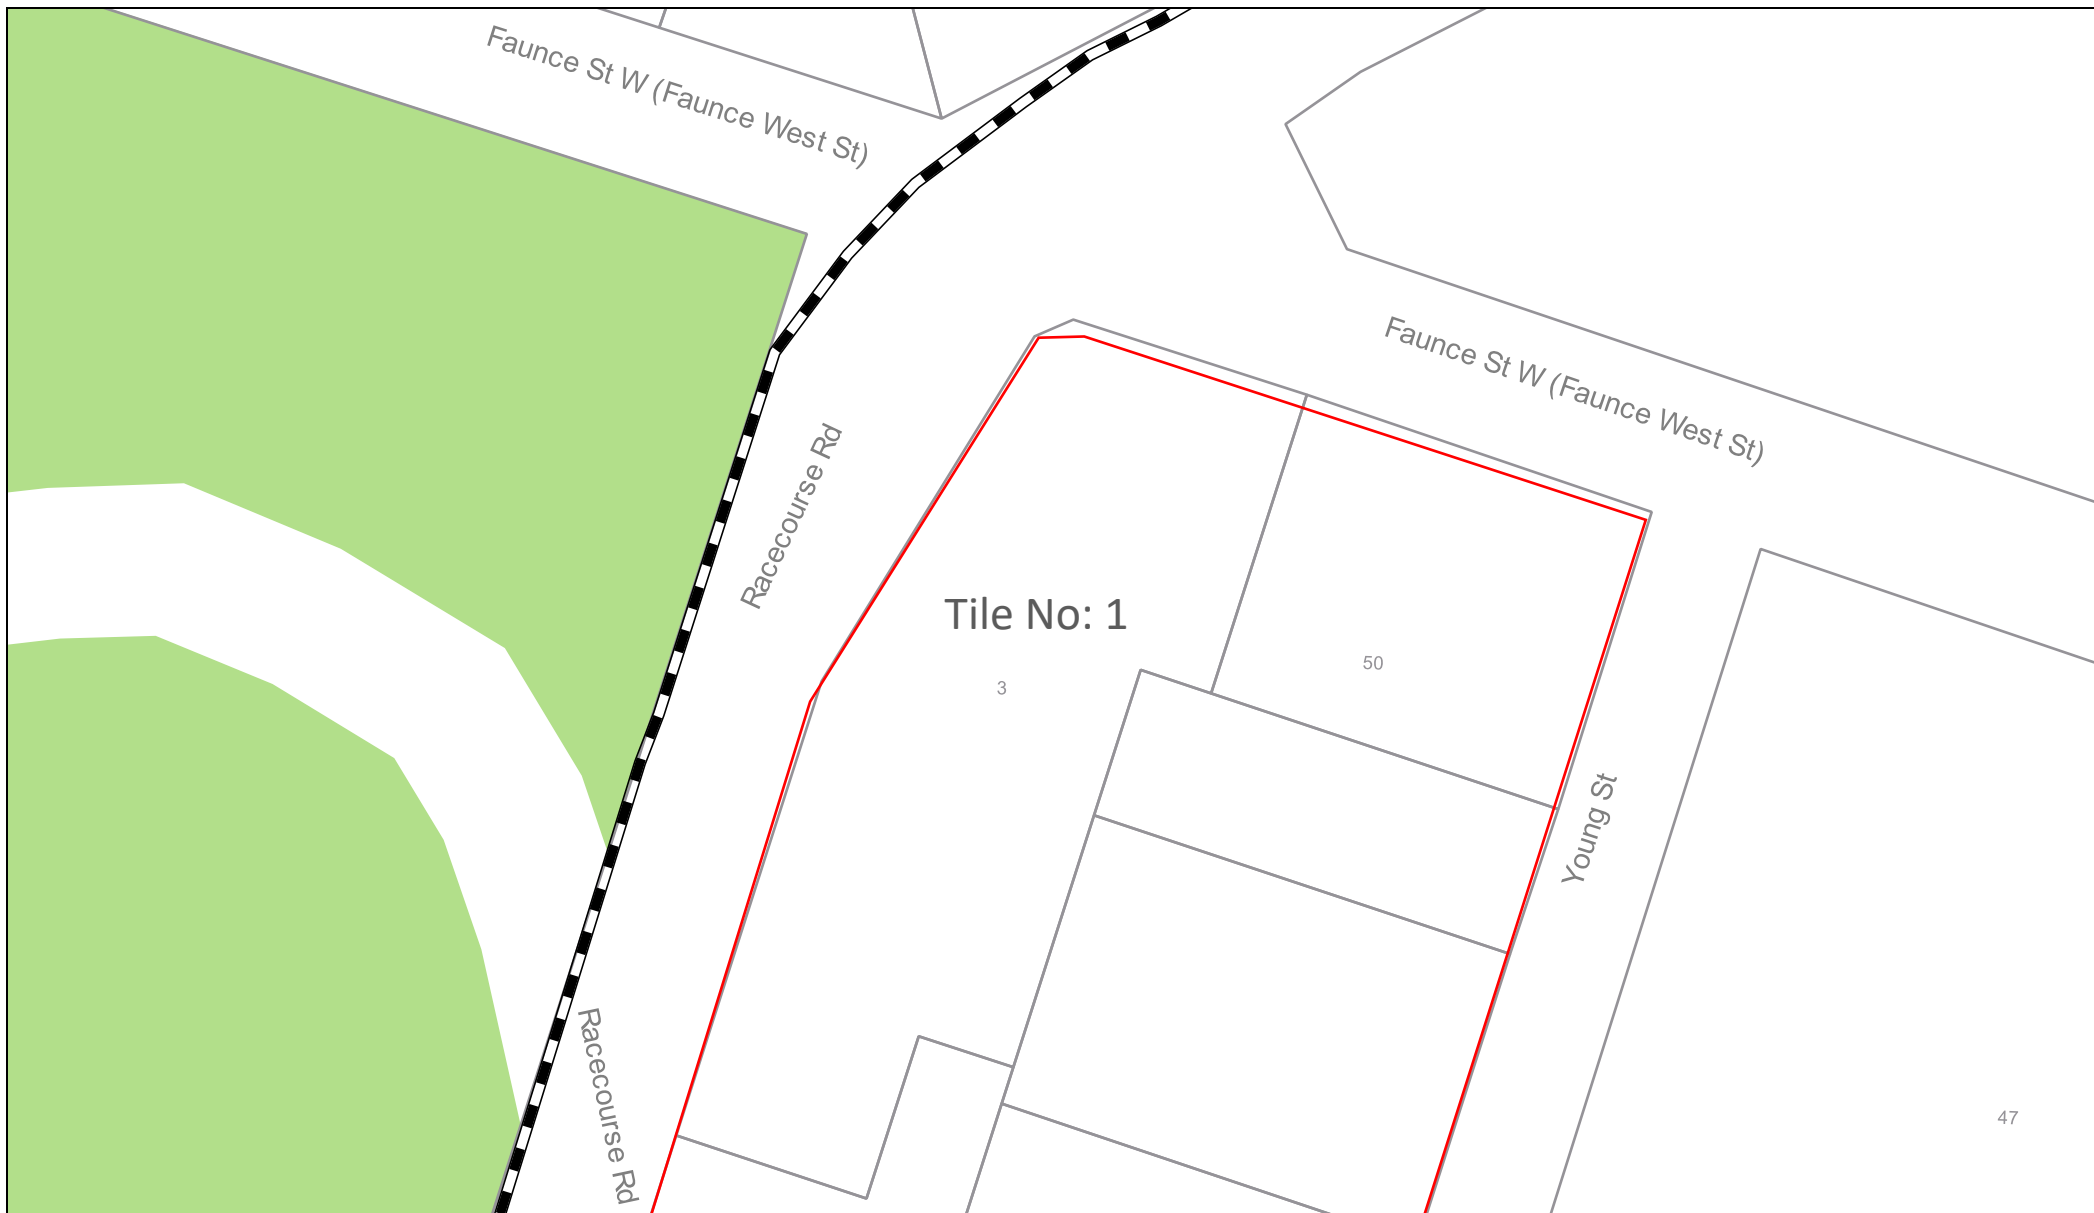 Faunce St W (Faunce West St)
Faunce St W (Faunce West St)
Racecourse Rd
Tile No: 1
50
3
Young St
Racecourse Rd
47